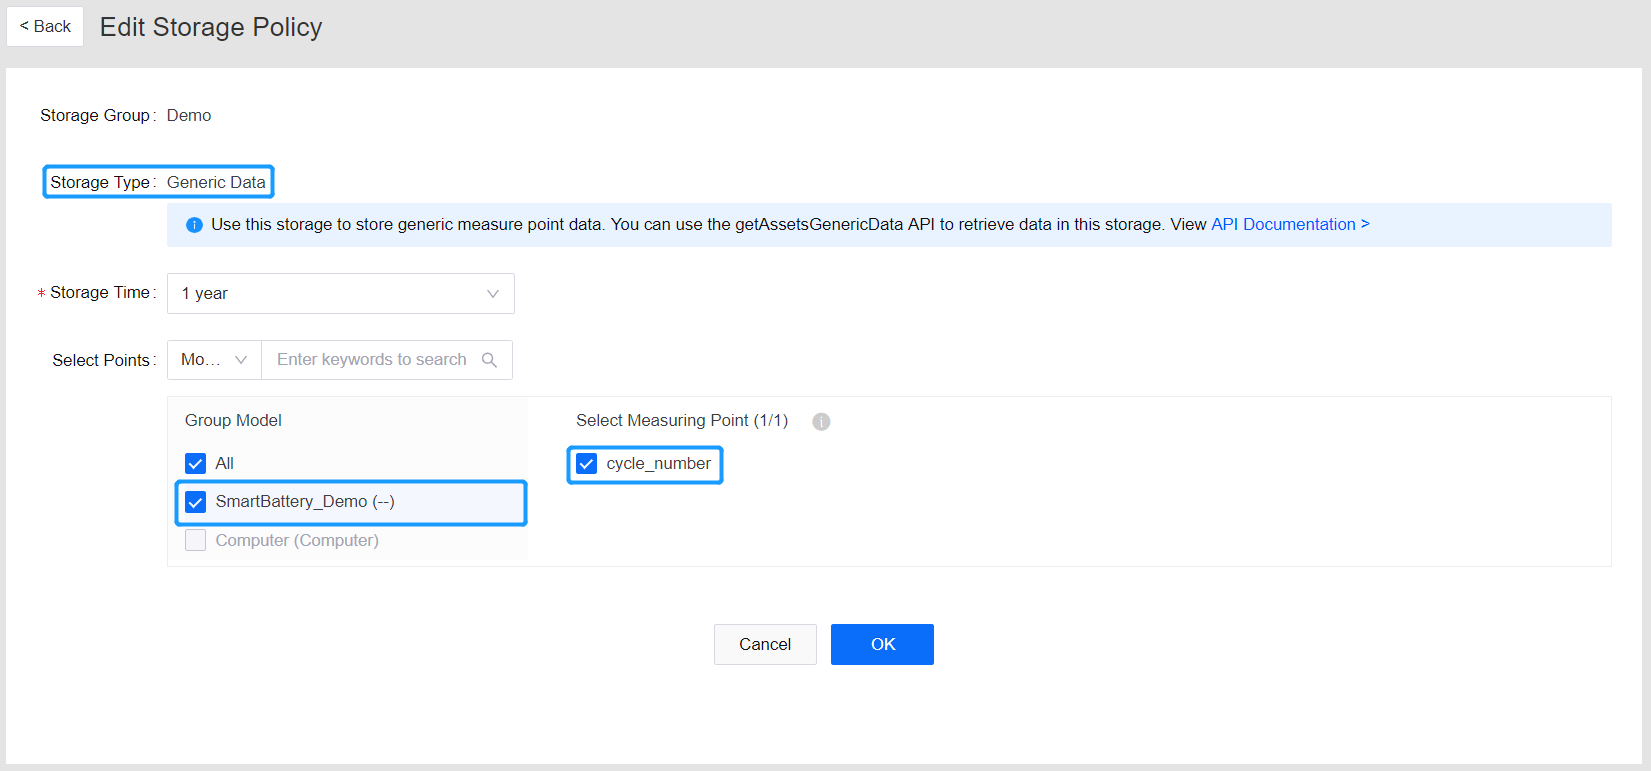 < Back Edit Storage Policy
Storage Group: Demo
Storage Type: Generic Data
Use this storage to store generic measure point data. You can use the getAssetsGenericData API to retrieve data in this storage. View API Documentation >
* Storage Time: 1 year
Select Points: Mo... Enter keywords to search
Group Model Select Measuring Point (1/1)
All cycle_number
SmartBattery_Demo (--)
Computer (Computer)
Cancel OK